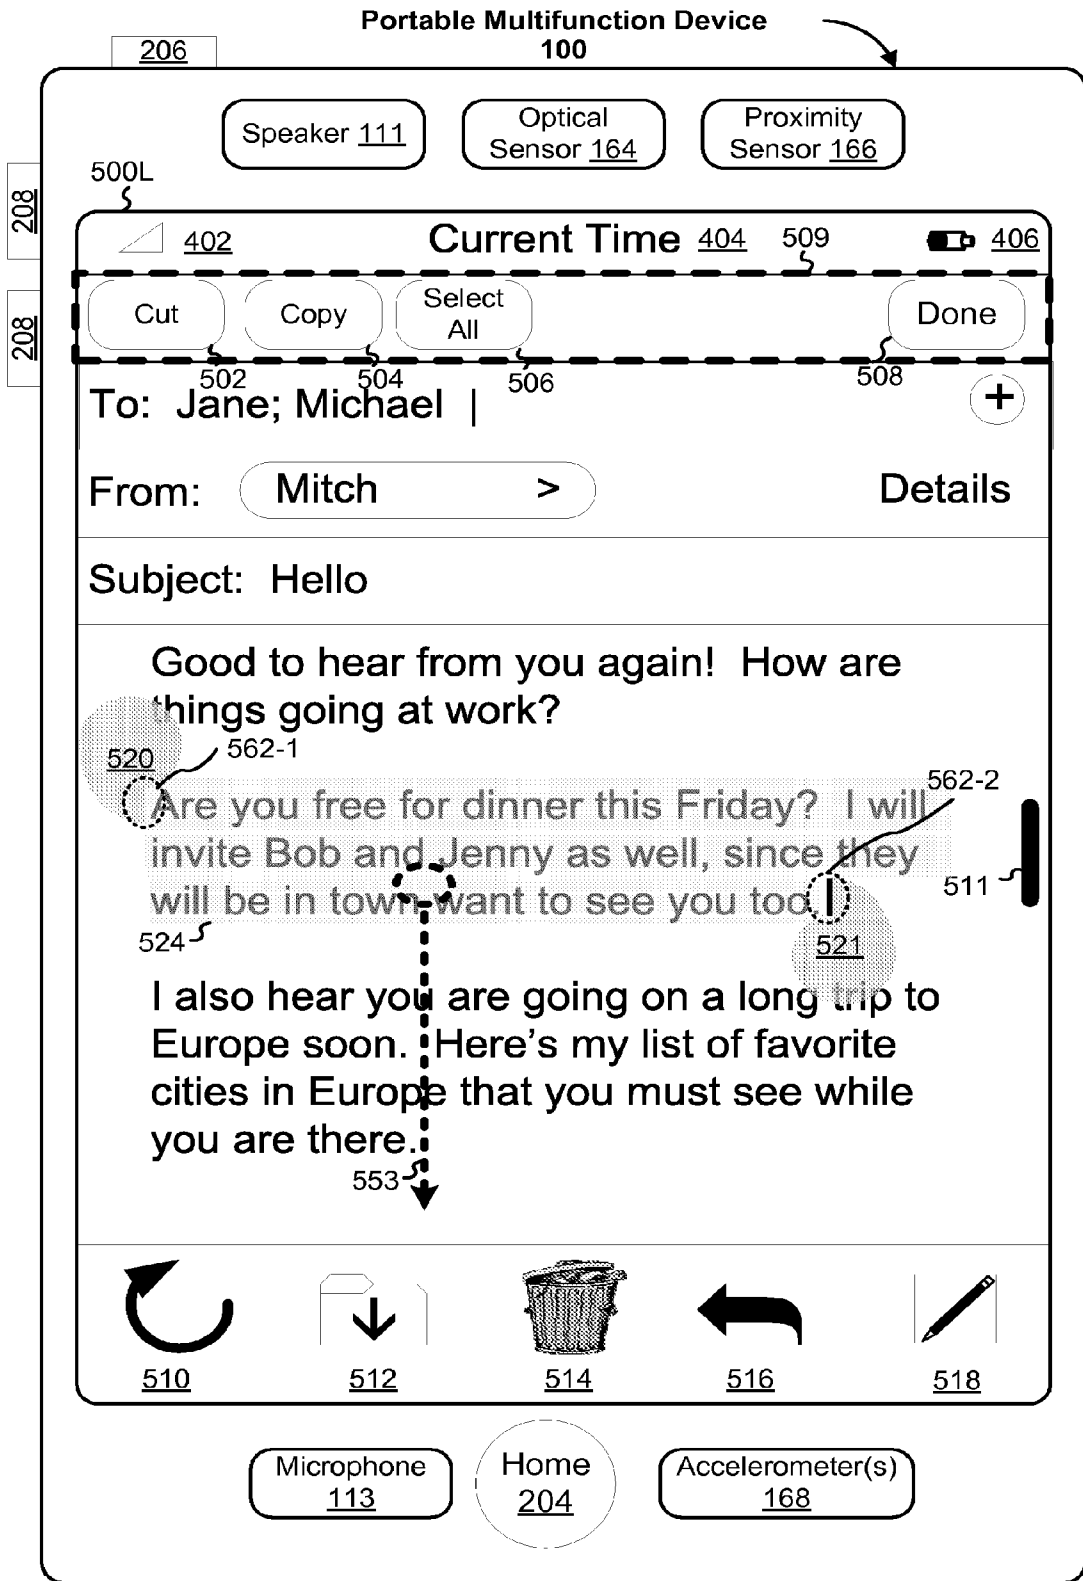 Portable Multifunction Device
100
206
Speaker 111
Optical
Sensor 164
Proximity
Sensor 166
208
208
500L
402
Current Time 404
509
406
Cut
Copy
Select
All
Done
502
504
506
508
To: Jane; Michael |
+
From:
Mitch >
Details
Subject: Hello
Good to hear from you again! How are
things going at work?
520
562-1
562-2
Are you free for dinner this Friday? I will
invite Bob and Jenny as well, since they
will be in town want to see you too.
511
524
521
I also hear you are going on a long trip to
Europe soon. Here's my list of favorite
cities in Europe that you must see while
you are there.
553
510
512
514
516
518
Microphone
113
Home
204
Accelerometer(s)
168